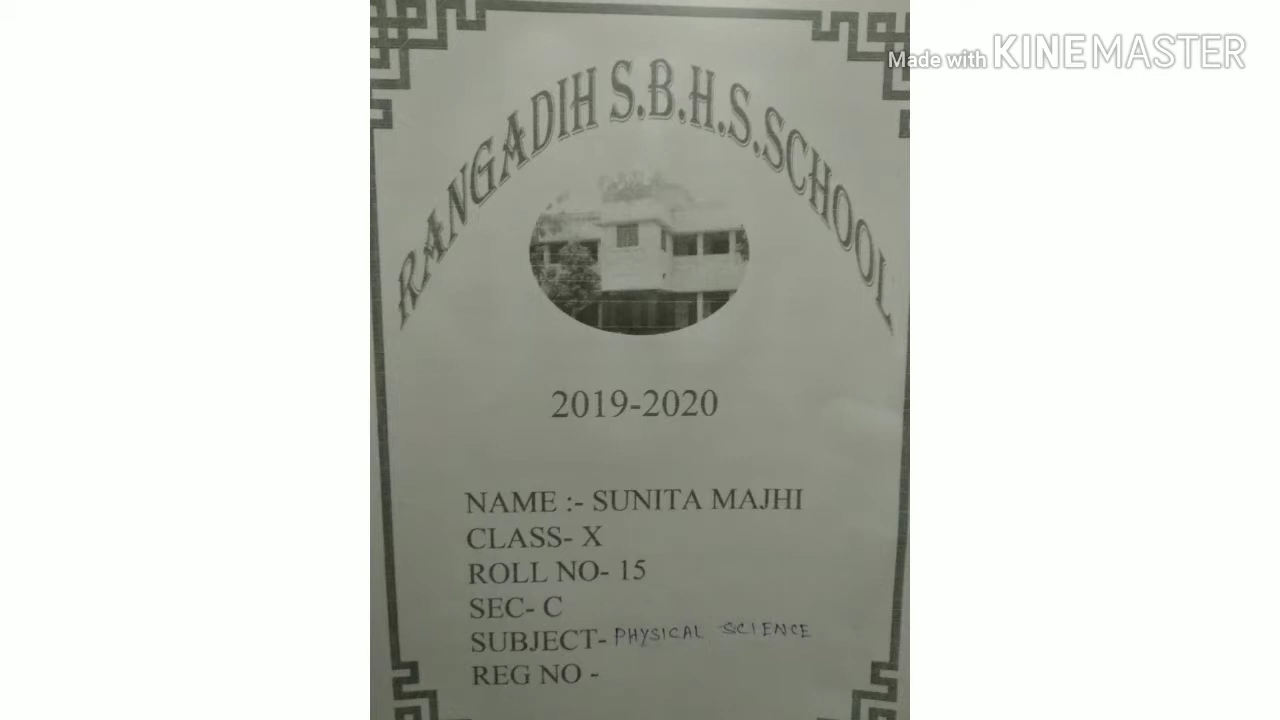 Made with KINEMASTER
RANGADIH S.B.H.S.SCHOOL
2019-2020
NAME :- SUNITA MAJHI
CLASS- X
ROLL NO- 15
SEC- C
SUBJECT- PHYSICAL SCIENCE
REG NO -